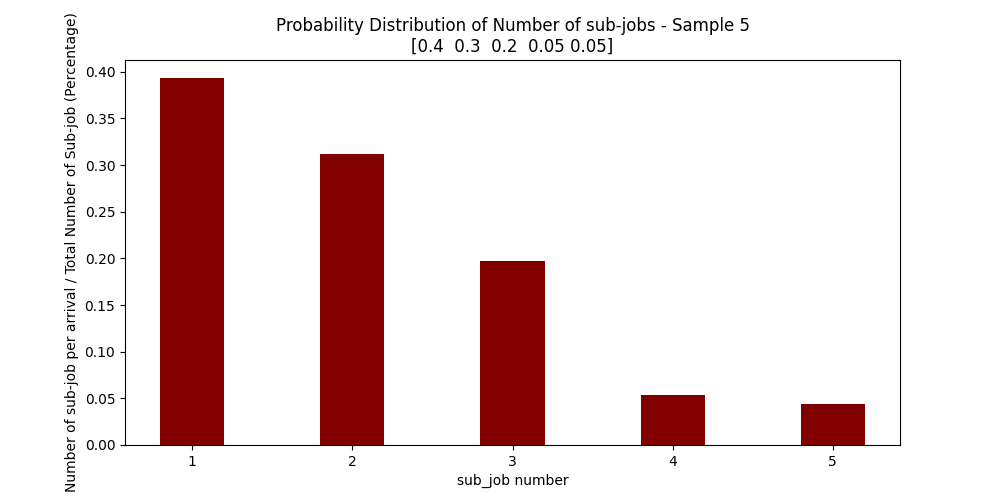 Probability Distribution of Number of sub-jobs - Sample 5
[0.4  0.3  0.2  0.05 0.05]
Number of sub-job per arrival / Total Number of Sub-job (Percentage)
0.40
0.35
0.30
0.25
0.20
0.15
0.10
0.05
0.00
1 2 3 4 5
sub_job number